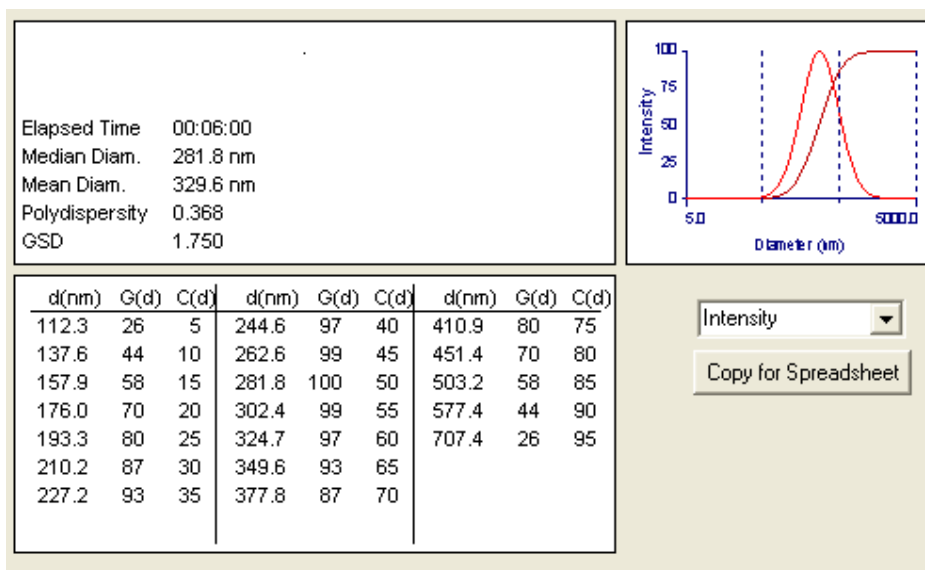 Elapsed Time 00:06:00
Median Diam. 281.8 nm
Mean Diam. 329.6 nm
Polydispersity 0.368
GSD 1.750
100
75
50
25
0
Intensity
5.0 5000.0
Diameter (nm)
d(nm) G(d) C(d) d(nm) G(d) C(d) d(nm) G(d) C(d)
112.3 26 5 244.6 97 40 410.9 80 75
137.6 44 10 262.6 99 45 451.4 70 80
157.9 58 15 281.8 100 50 503.2 58 85
176.0 70 20 302.4 99 55 577.4 44 90
193.3 80 25 324.7 97 60 707.4 26 95
210.2 87 30 349.6 93 65
227.2 93 35 377.8 87 70
Intensity
Copy for Spreadsheet